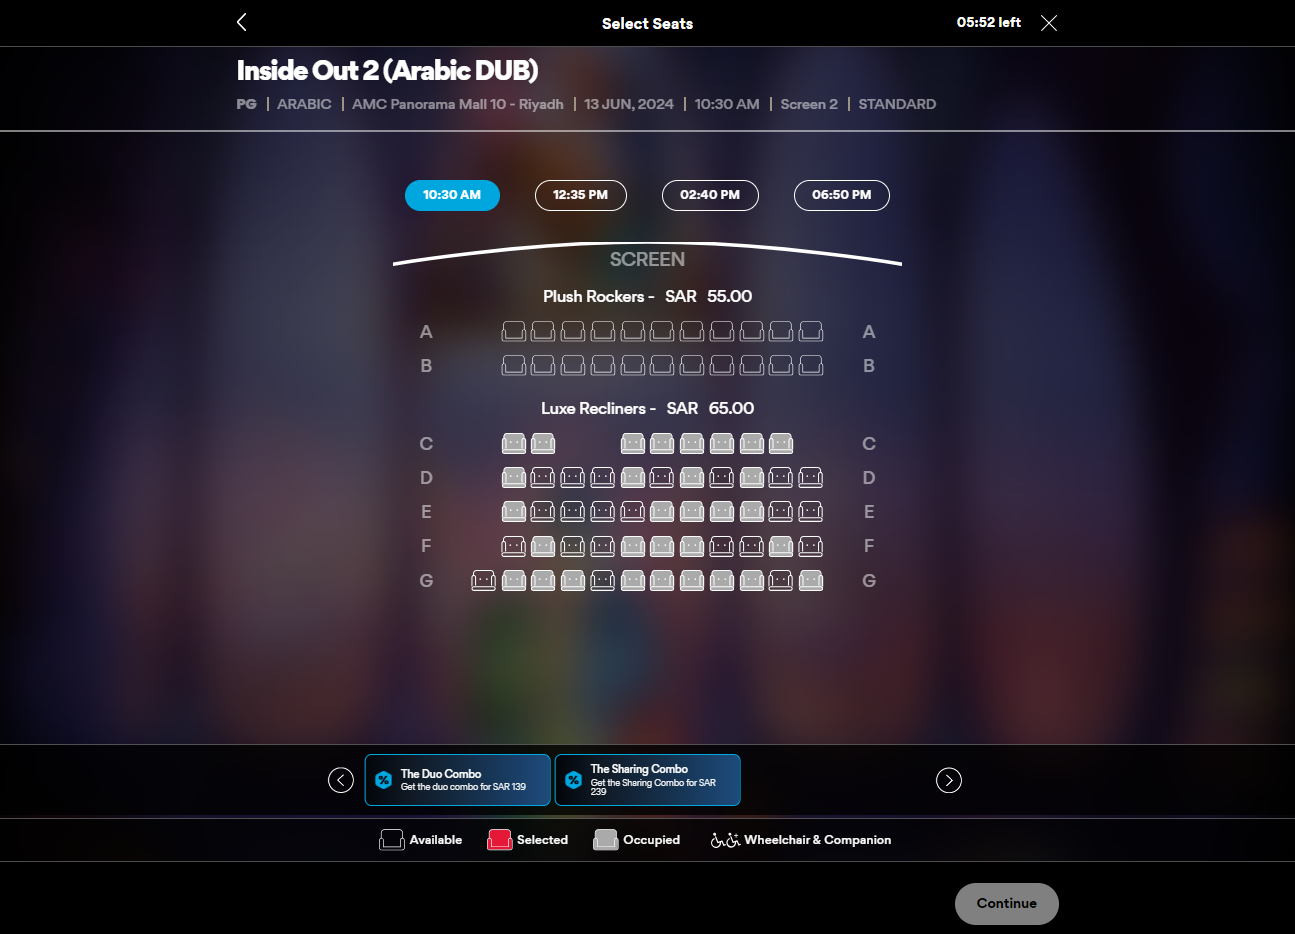 Select Seats
05:52 left
Inside Out 2 (Arabic DUB)
PG | ARABIC | AMC Panorama Mall 10 - Riyadh | 13 JUN, 2024 | 10:30 AM | Screen 2 | STANDARD
10:30 AM 12:35 PM 02:40 PM 06:50 PM
SCREEN
Plush Rockers - SAR 55.00
A A
B B
Luxe Recliners - SAR 65.00
C C
D D
E E
F F
G G
The Duo Combo
Get the duo combo for SAR 139
The Sharing Combo
Get the Sharing Combo for SAR
239
Available Selected Occupied Wheelchair & Companion
Continue